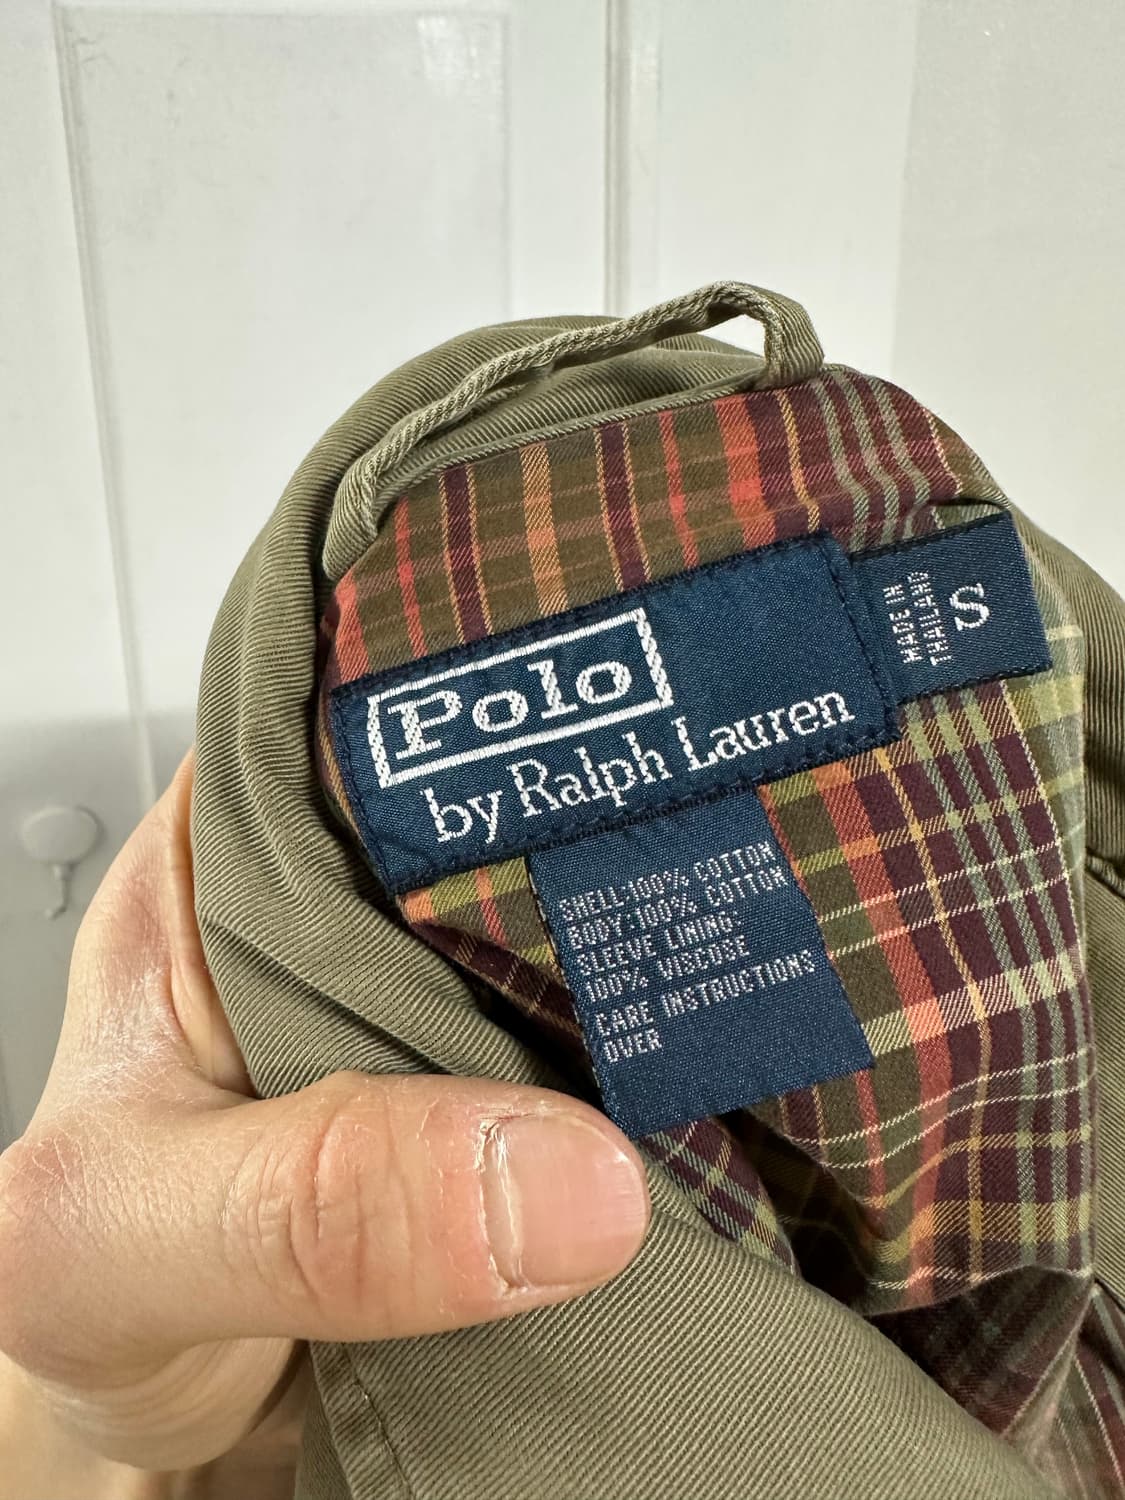 Polo
by Ralph Lauren
MADE IN
THAILAND
S
SHELL:100% COTTON
BODY:100% COTTON
SLEEVE LINING
100% VISCOSE
CARE INSTRUCTIONS
OVER